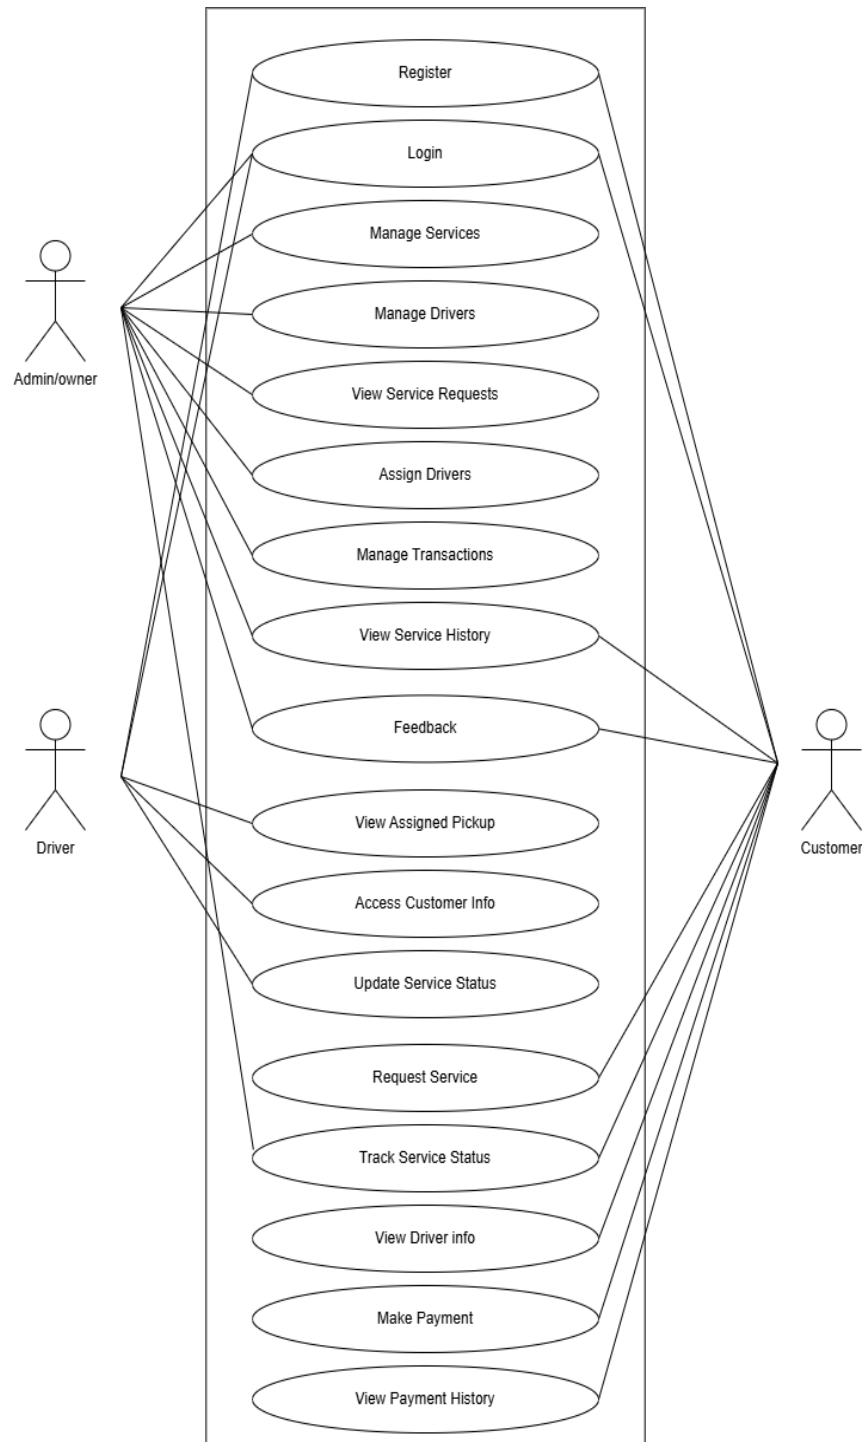 Register
Login
Manage Services
Manage Drivers
View Service Requests
Admin/owner
Assign Drivers
Manage Transactions
View Service History
Feedback
View Assigned Pickup
Driver
Customer
Access Customer Info
Update Service Status
Request Service
Track Service Status
View Driver info
Make Payment
View Payment History